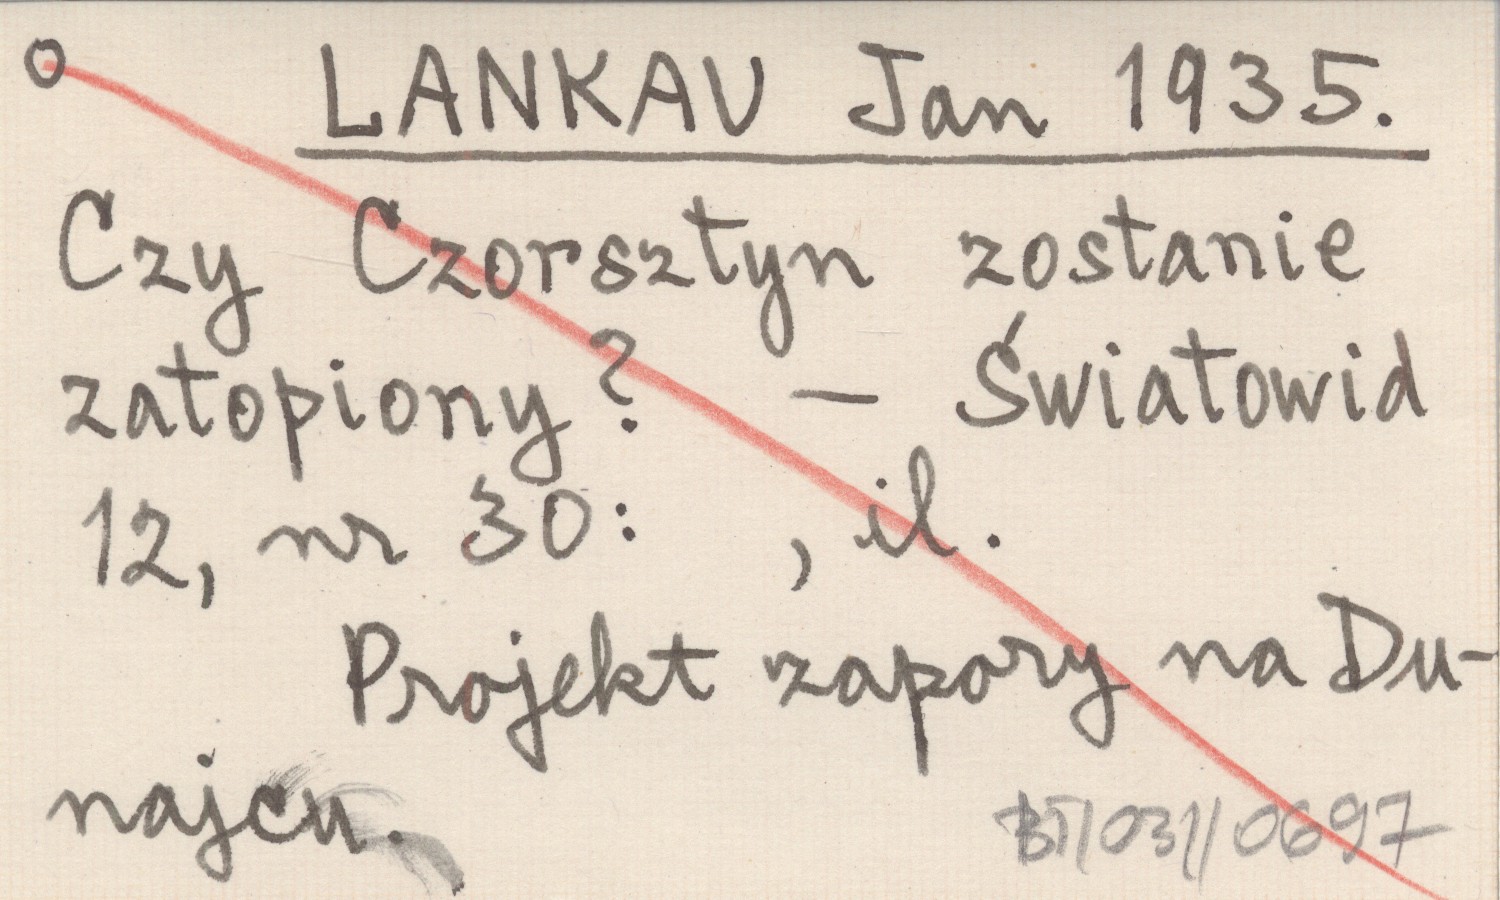 LANKAU Jan 1935.
Czy Czorsztyn zostanie
zatopiony? – Światowid
12, nr 30: , il.
Projekt zapory na Du-
najcu.
BT/031/0697